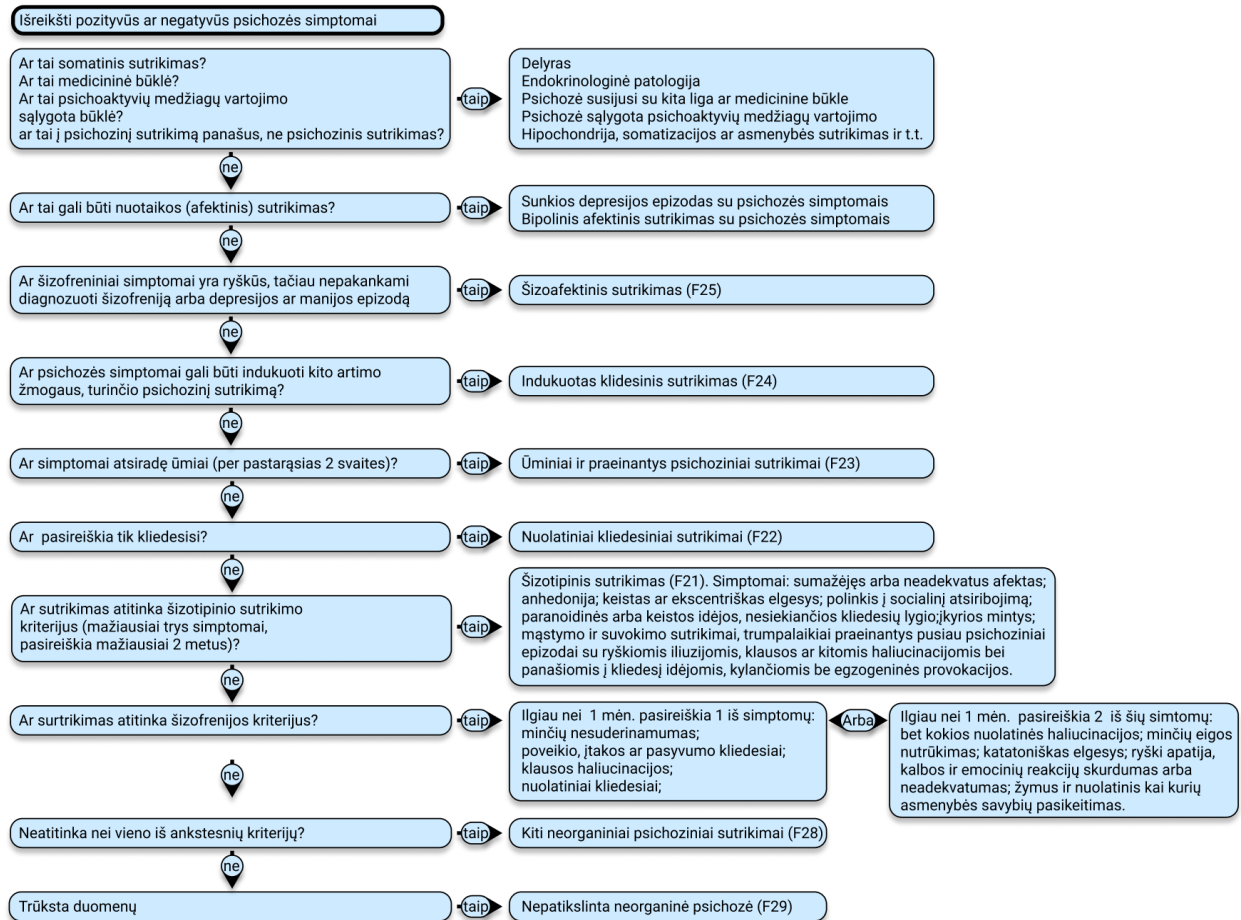 Išreikšti pozityvūs ar negatyvūs psichozės simptomai
Ar tai somatinis sutrikimas?
Ar tai medicininė būklė?
Ar tai psichoaktyvių medžiagų vartojimo
sąlygota būklė?
ar tai į psichozinį sutrikimą panašus, ne psichozinis sutrikimas?
taip
Delyras
Endokrinologinė patologija
Psichozė susijusi su kita liga ar medicinine būkle
Psichozė sąlygota psichoaktyvių medžiagų vartojimo
Hipochondrija, somatizacijos ar asmenybės sutrikimas ir t.t.
ne
Ar tai gali būti nuotaikos (afektinis) sutrikimas?
taip
Sunkios depresijos epizodas su psichozės simptomais
Bipolinis afektinis sutrikimas su psichozės simptomais
ne
Ar šizofreniniai simptomai yra ryškūs, tačiau nepakankami
diagnozuoti šizofreniją arba depresijos ar manijos epizodą
taip
Šizoafektinis sutrikimas (F25)
ne
Ar psichozės simptomai gali būti indukuoti kito artimo
žmogaus, turinčio psichozinį sutrikimą?
taip
Indukuotas klidesinis sutrikimas (F24)
ne
Ar simptomai atsiradę ūmiai (per pastarąsias 2 svaites)?
taip
Ūminiai ir praeinantys psichoziniai sutrikimai (F23)
ne
Ar  pasireiškia tik kliedesisi?
taip
Nuolatiniai kliedesiniai sutrikimai (F22)
ne
Ar sutrikimas atitinka šizotipinio sutrikimo
kriterijus (mažiausiai trys simptomai,
pasireiškia mažiausiai 2 metus)?
taip
Šizotipinis sutrikimas (F21). Simptomai: sumažėjęs arba neadekvatus afektas;
anhedonija; keistas ar ekscentriškas elgesys; polinkis į socialinį atsiribojimą;
paranoidinės arba keistos idėjos, nesiekiančios kliedesių lygio;įkyrios mintys;
mąstymo ir suvokimo sutrikimai, trumpalaikiai praeinantys pusiau psichoziniai
epizodai su ryškiomis iliuzijomis, klausos ar kitomis haliucinacijomis bei
panašiomis į kliedesį idėjomis, kylančiomis be egzogeninės provokacijos.
ne
Ar surtrikimas atitinka šizofrenijos kriterijus?
taip
Ilgiau nei  1 mėn. pasireiškia 1 iš simptomų:
minčių nesuderinamumas;
poveikio, įtakos ar pasyvumo kliedesiai;
klausos haliucinacijos;
nuolatiniai kliedesiai;
Arba
Ilgiau nei 1 mėn.  pasireiškia 2  iš šių simtomų:
bet kokios nuolatinės haliucinacijos; minčių eigos
nutrūkimas; katatoniškas elgesys; ryški apatija,
kalbos ir emocinių reakcijų skurdumas arba
neadekvatumas; žymus ir nuolatinis kai kurių
asmenybės savybių pasikeitimas.
ne
Neatitinka nei vieno iš ankstesnių kriterijų?
taip
Kiti neorganiniai psichoziniai sutrikimai (F28)
ne
Trūksta duomenų
taip
Nepatikslinta neorganinė psichozė (F29)